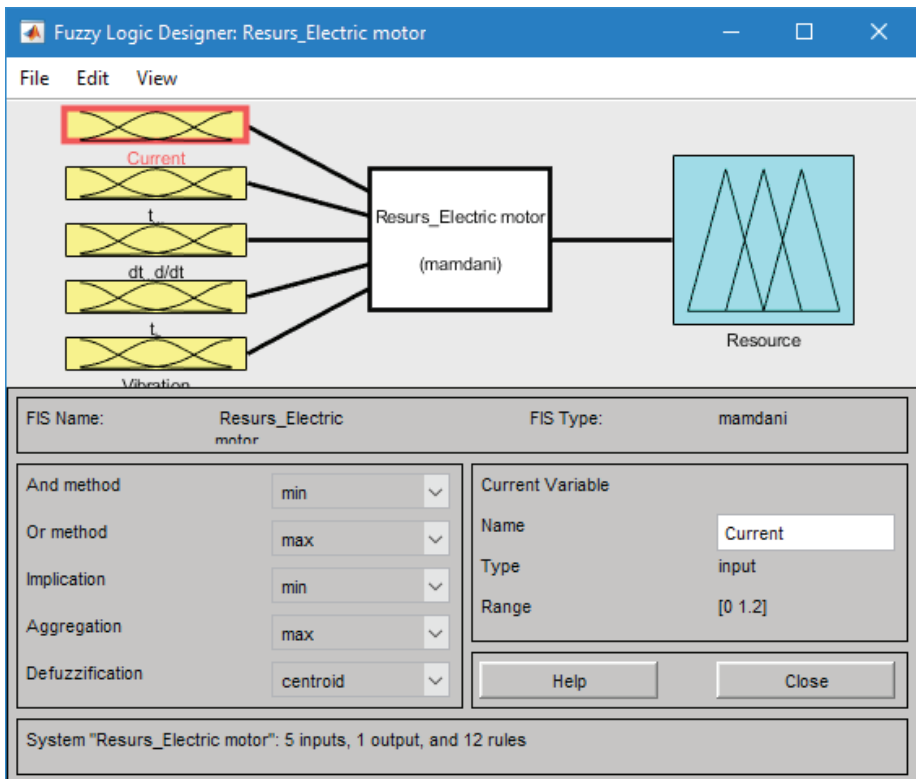 Fuzzy Logic Designer: Resurs_Electric motor
File Edit View
Current
t
dt d/dt
t
Vibration
Resurs_Electric motor
(mamdani)
Resource
FIS Name: Resurs_Electric motor FIS Type: mamdani
And method min
Or method max
Implication min
Aggregation max
Defuzzification centroid
Current Variable
Name Current
Type input
Range [0 1.2]
Help Close
System "Resurs_Electric motor": 5 inputs, 1 output, and 12 rules